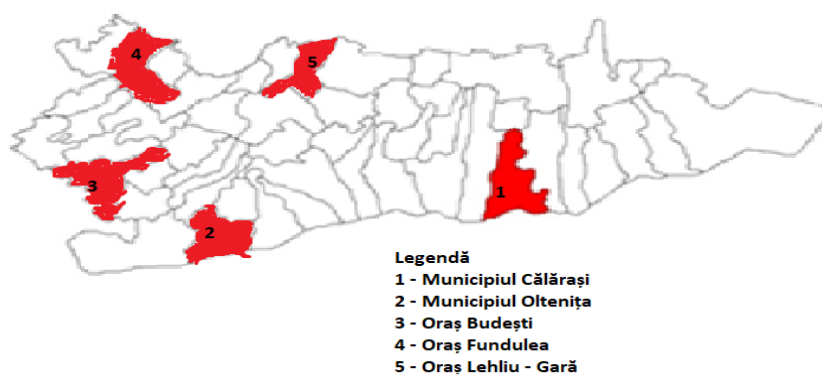 4
5
3
1
2
Legendă
1 - Municipiul Călărași
2 - Municipiul Oltenița
3 - Oraș Budești
4 - Oraș Fundulea
5 - Oraș Lehliu - Gară